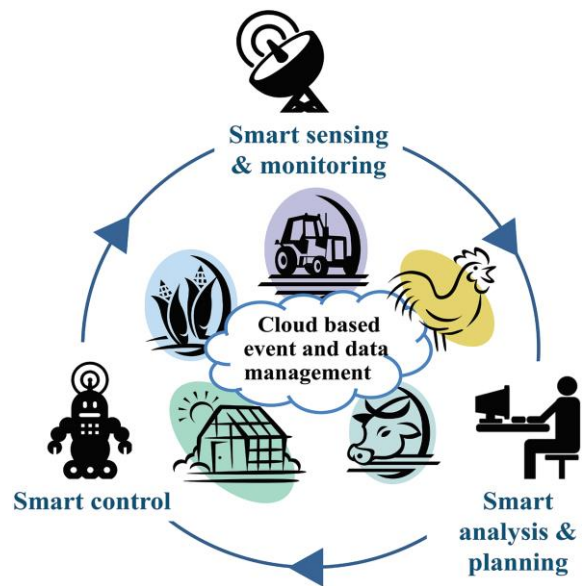 Smart sensing
& monitoring
Cloud based
event and data
management
Smart control
Smart
analysis &
planning